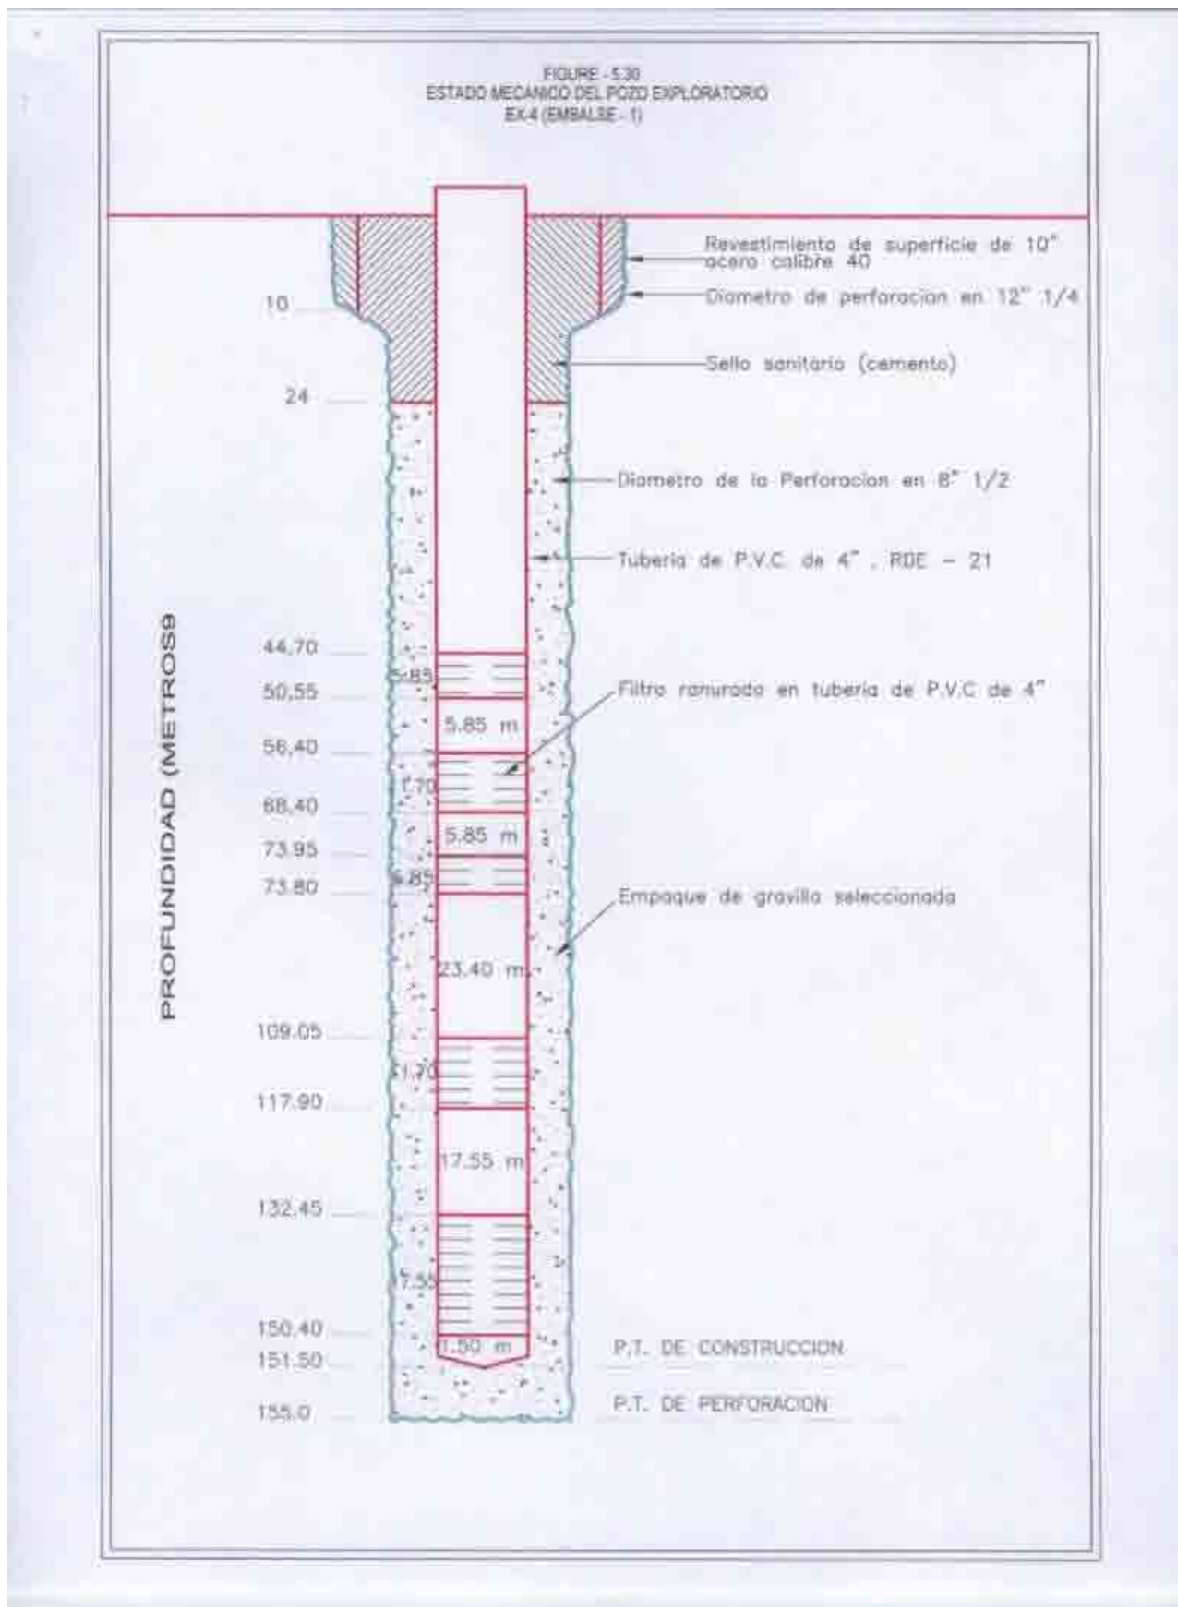 FIGURE - 5.30
ESTADO MECANICO DEL POZO EXPLORATORIO
EX-4 (EMBALSE - 1)
Revestimiento de superficie de 10"
acero calibre 40
10
Diametro de perforacion en 12" 1/4
Sello sanitario (cemento)
24
Diametro de la Perforacion en 8" 1/2
Tuberia de P.V.C. de 4" . RDE - 21
PROFUNDIDAD (METROS9
44.70
5.85
Filtro ranurado en tuberia de P.V.C de 4"
50.55
5.85 m
56.40
1.70
68.40
5.85 m
73.95
5.85
73.80
Empaque de gravilla seleccionada
23.40 m
109.05
11.70
117.90
17.55 m
132.45
17.55
150.40
1.50 m
P.T. DE CONSTRUCCION
151.50
P.T. DE PERFORACION
155.0